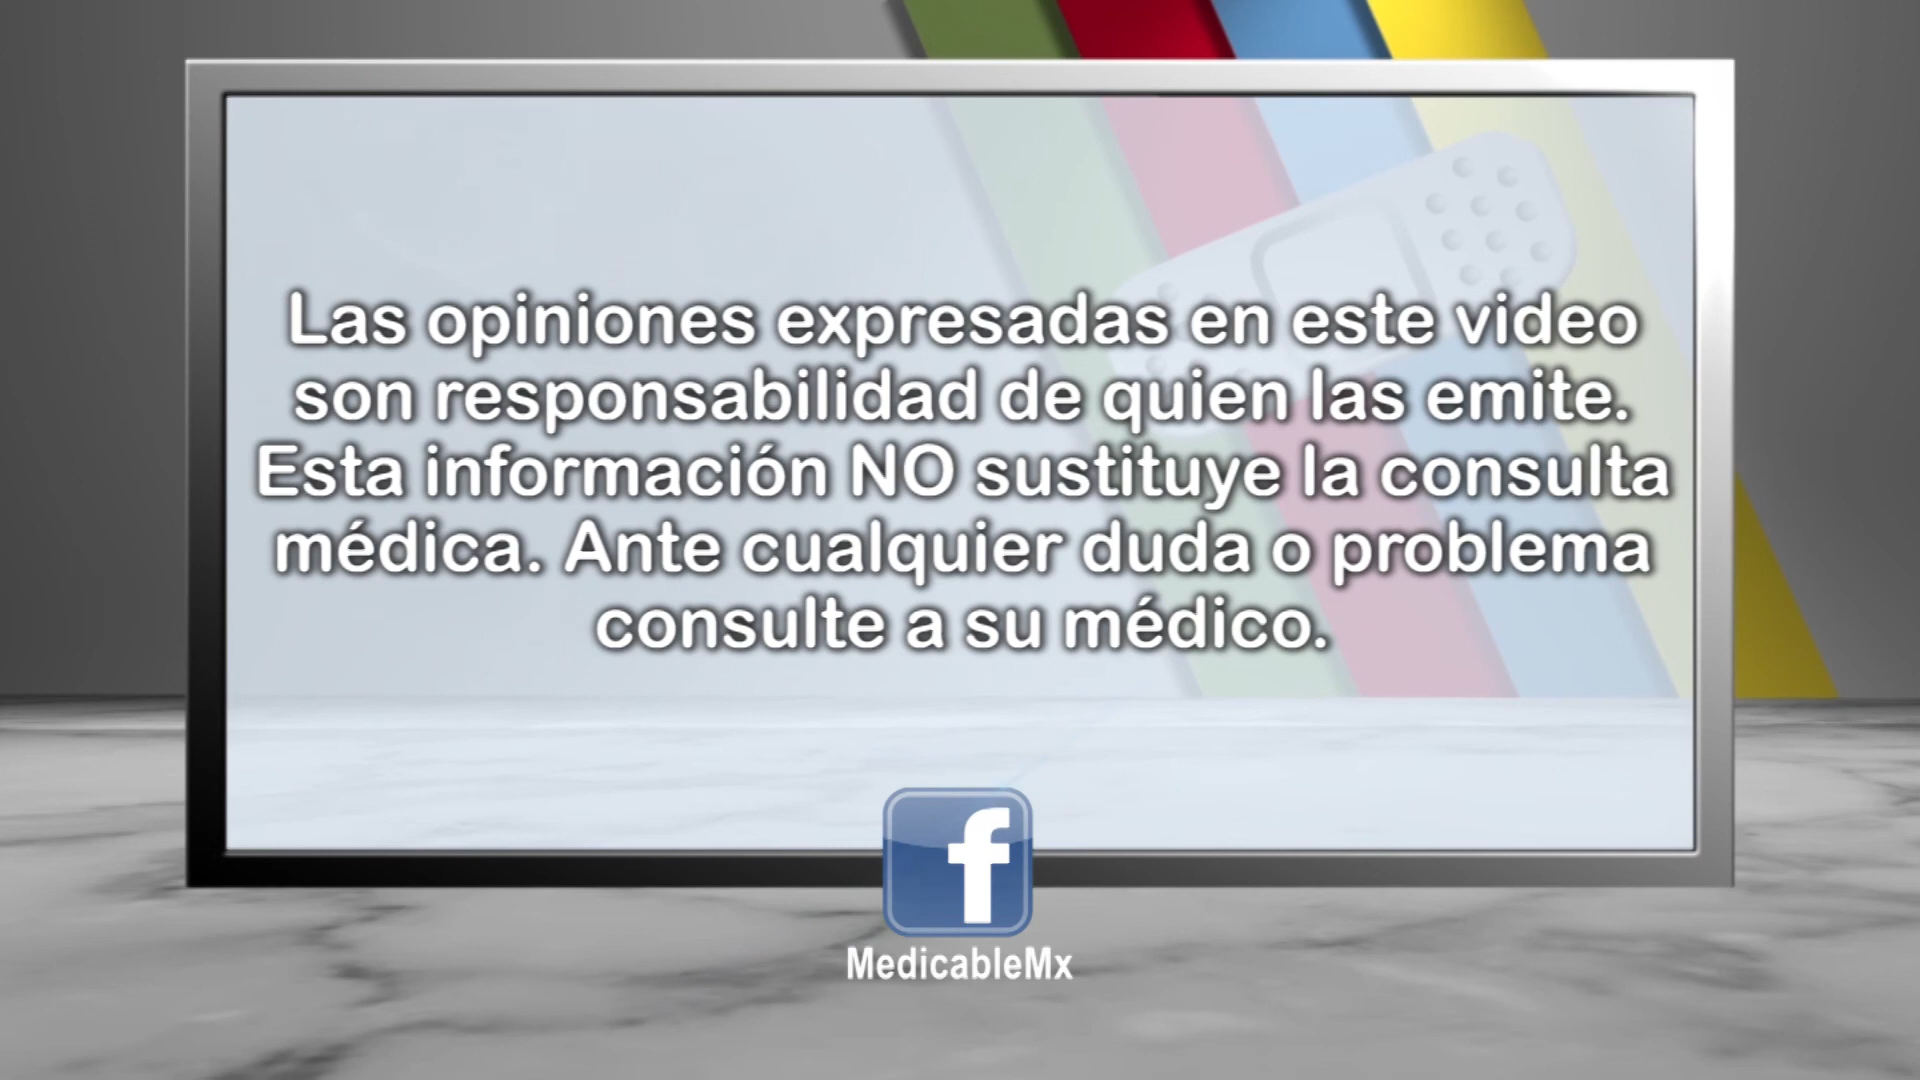 Las opiniones expresadas en este video
son responsabilidad de quien las emite.
Esta información NO sustituye la consulta
médica. Ante cualquier duda o problema
consulte a su médico.
f
MedicableMx